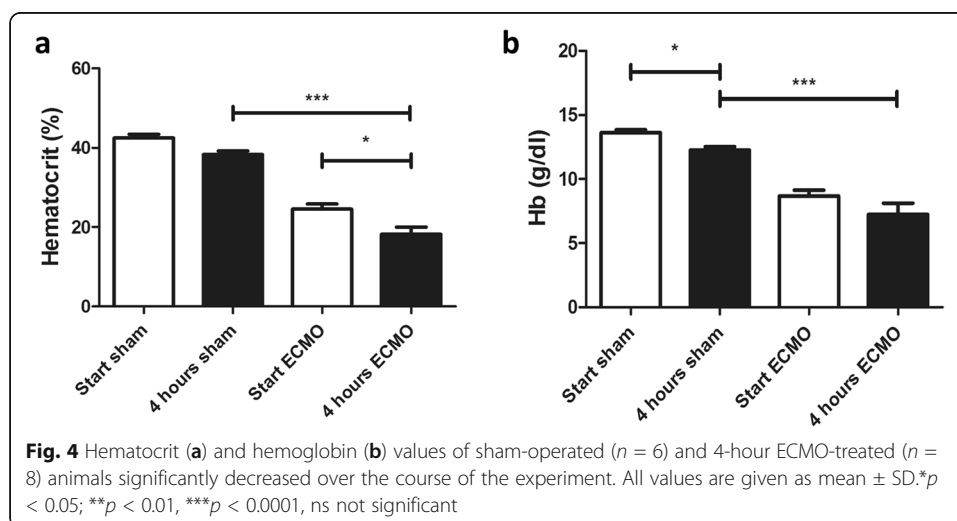 a
Hematocrit (%)
60
40
20
0
***
*
Start sham
4 hours sham
Start ECMO
4 hours ECMO
b
Hb (g/dl)
20
15
10
5
0
*
***
Start sham
4 hours sham
Start ECMO
4 hours ECMO
Fig. 4 Hematocrit (a) and hemoglobin (b) values of sham-operated (n = 6) and 4-hour ECMO-treated (n =
8) animals significantly decreased over the course of the experiment. All values are given as mean ± SD.*p
< 0.05; **p < 0.01, ***p < 0.0001, ns not significant